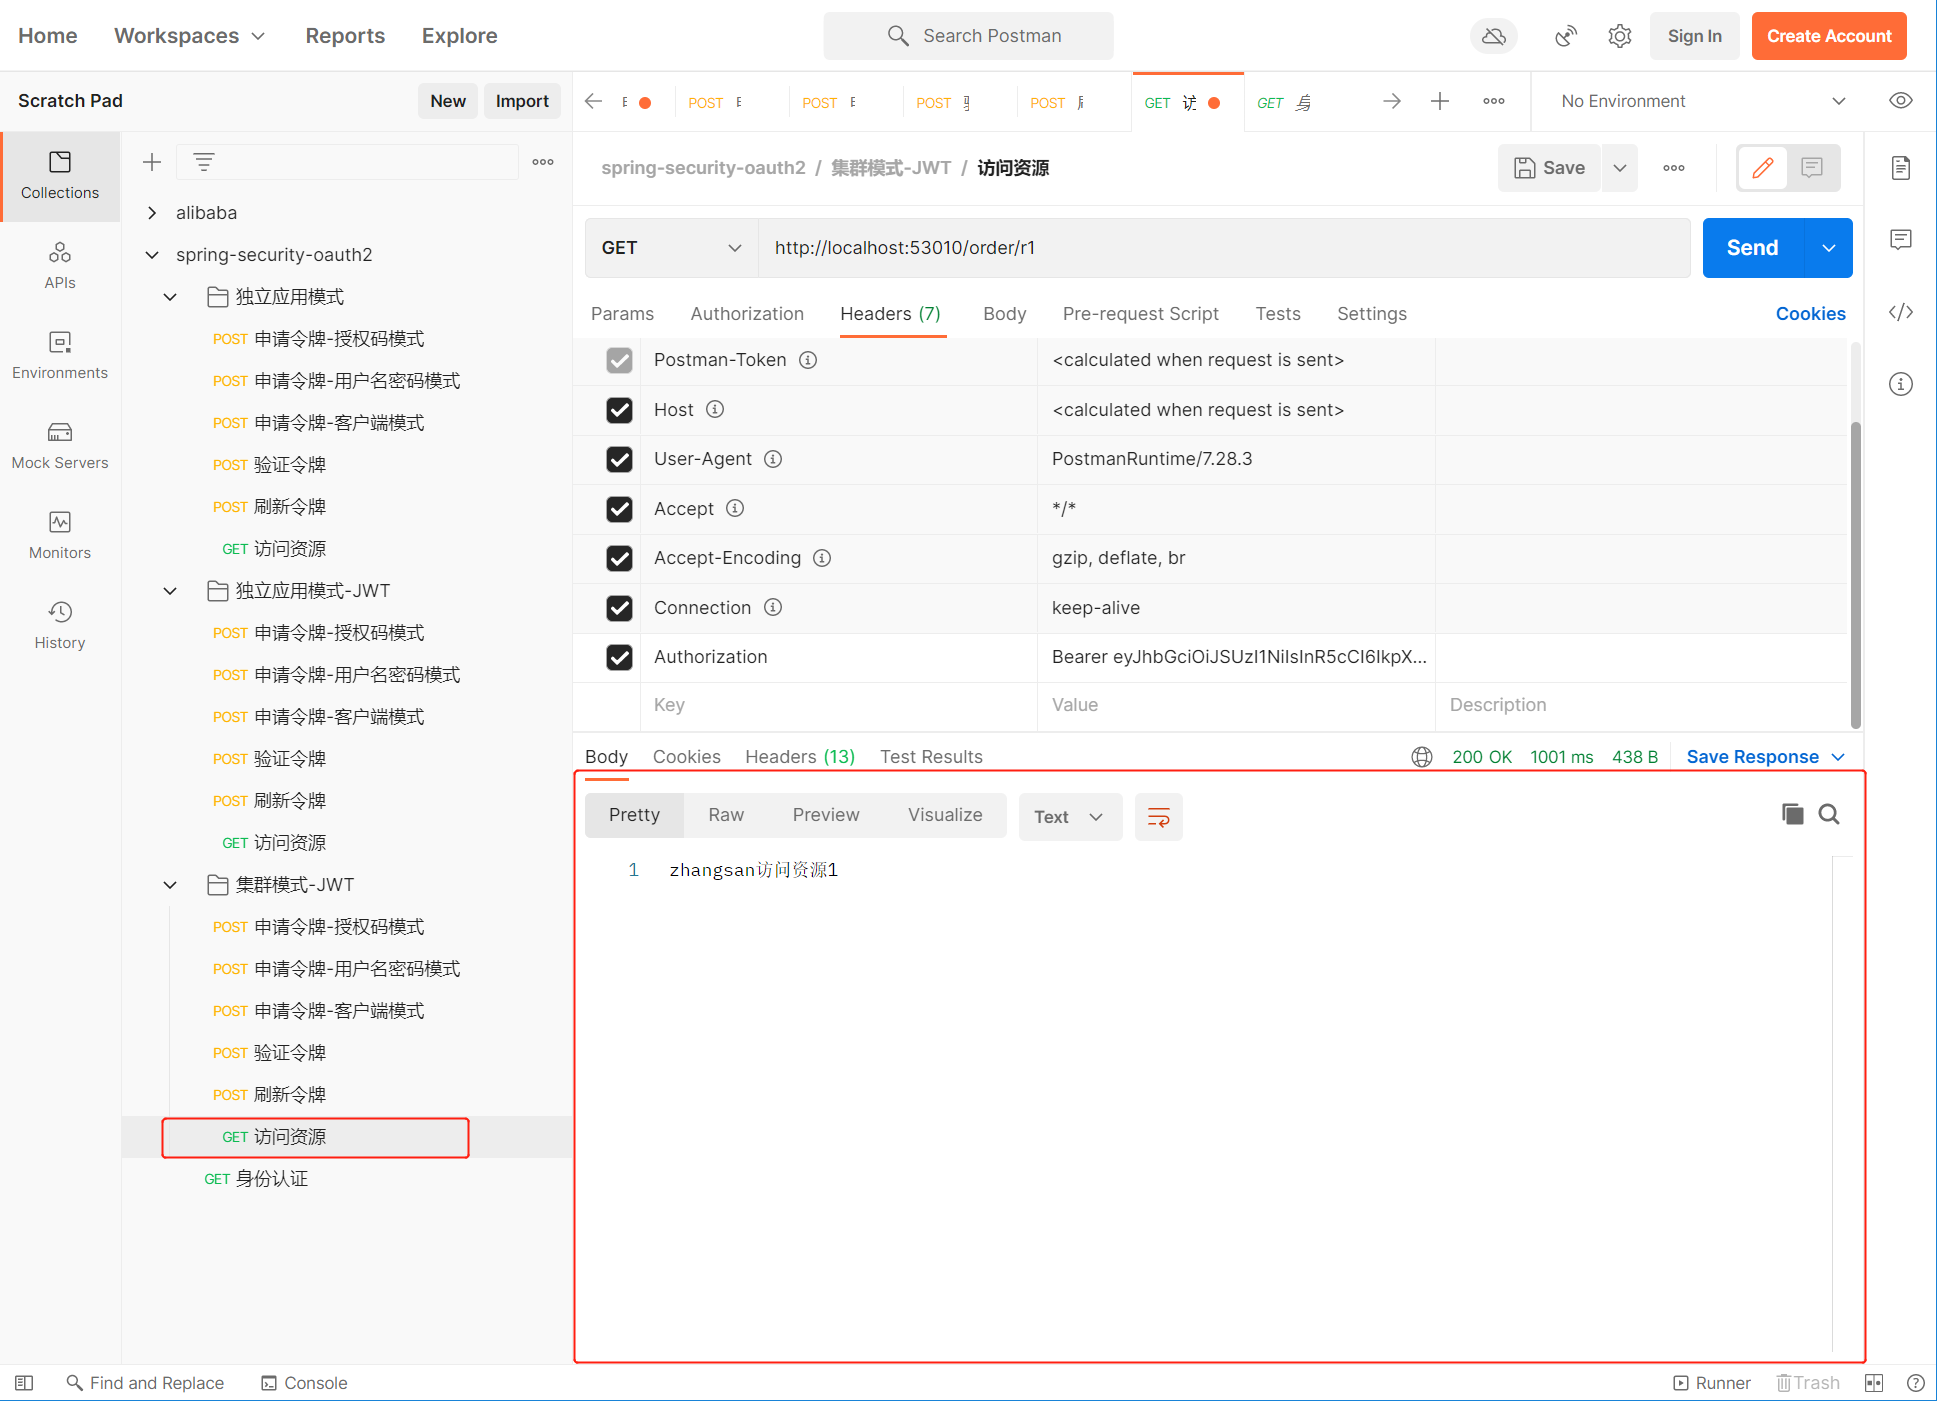 Home Workspaces Reports Explore Search Postman Sign In Create Account
Scratch Pad New Import
POST POST POST POST GET 访 GET No Environment
Collections
APIs
Environments
Mock Servers
Monitors
History
alibaba
spring-security-oauth2
独立应用模式
POST 申请令牌-授权码模式
POST 申请令牌-用户名密码模式
POST 申请令牌-客户端模式
POST 验证令牌
POST 刷新令牌
GET 访问资源
独立应用模式-JWT
POST 申请令牌-授权码模式
POST 申请令牌-用户名密码模式
POST 申请令牌-客户端模式
POST 验证令牌
POST 刷新令牌
GET 访问资源
集群模式-JWT
POST 申请令牌-授权码模式
POST 申请令牌-用户名密码模式
POST 申请令牌-客户端模式
POST 验证令牌
POST 刷新令牌
GET 访问资源
GET 身份认证
spring-security-oauth2 / 集群模式-JWT / 访问资源 Save
GET http://localhost:53010/order/r1 Send
Params Authorization Headers (7) Body Pre-request Script Tests Settings Cookies
Postman-Token <calculated when request is sent>
Host <calculated when request is sent>
User-Agent PostmanRuntime/7.28.3
Accept */*
Accept-Encoding gzip, deflate, br
Connection keep-alive
Authorization Bearer eyJhbGciOiJSUzI1NiIsInR5cCI6IkpX...
Key Value Description
Body Cookies Headers (13) Test Results 200 OK 1001 ms 438 B Save Response
Pretty Raw Preview Visualize Text
1 zhangsan访问资源1
Find and Replace Console Runner Trash